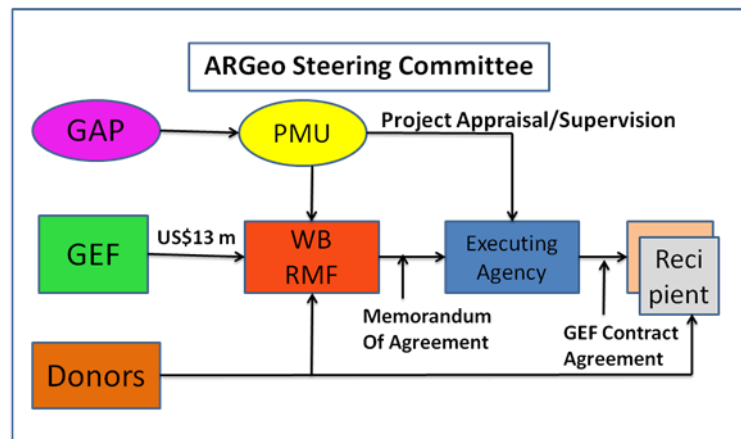 ARGeo Steering Committee
GAP
PMU
Project Appraisal/Supervision
GEF
US$13 m
WB
RMF
Executing
Agency
Reci
pient
Memorandum
Of Agreement
GEF Contract
Agreement
Donors